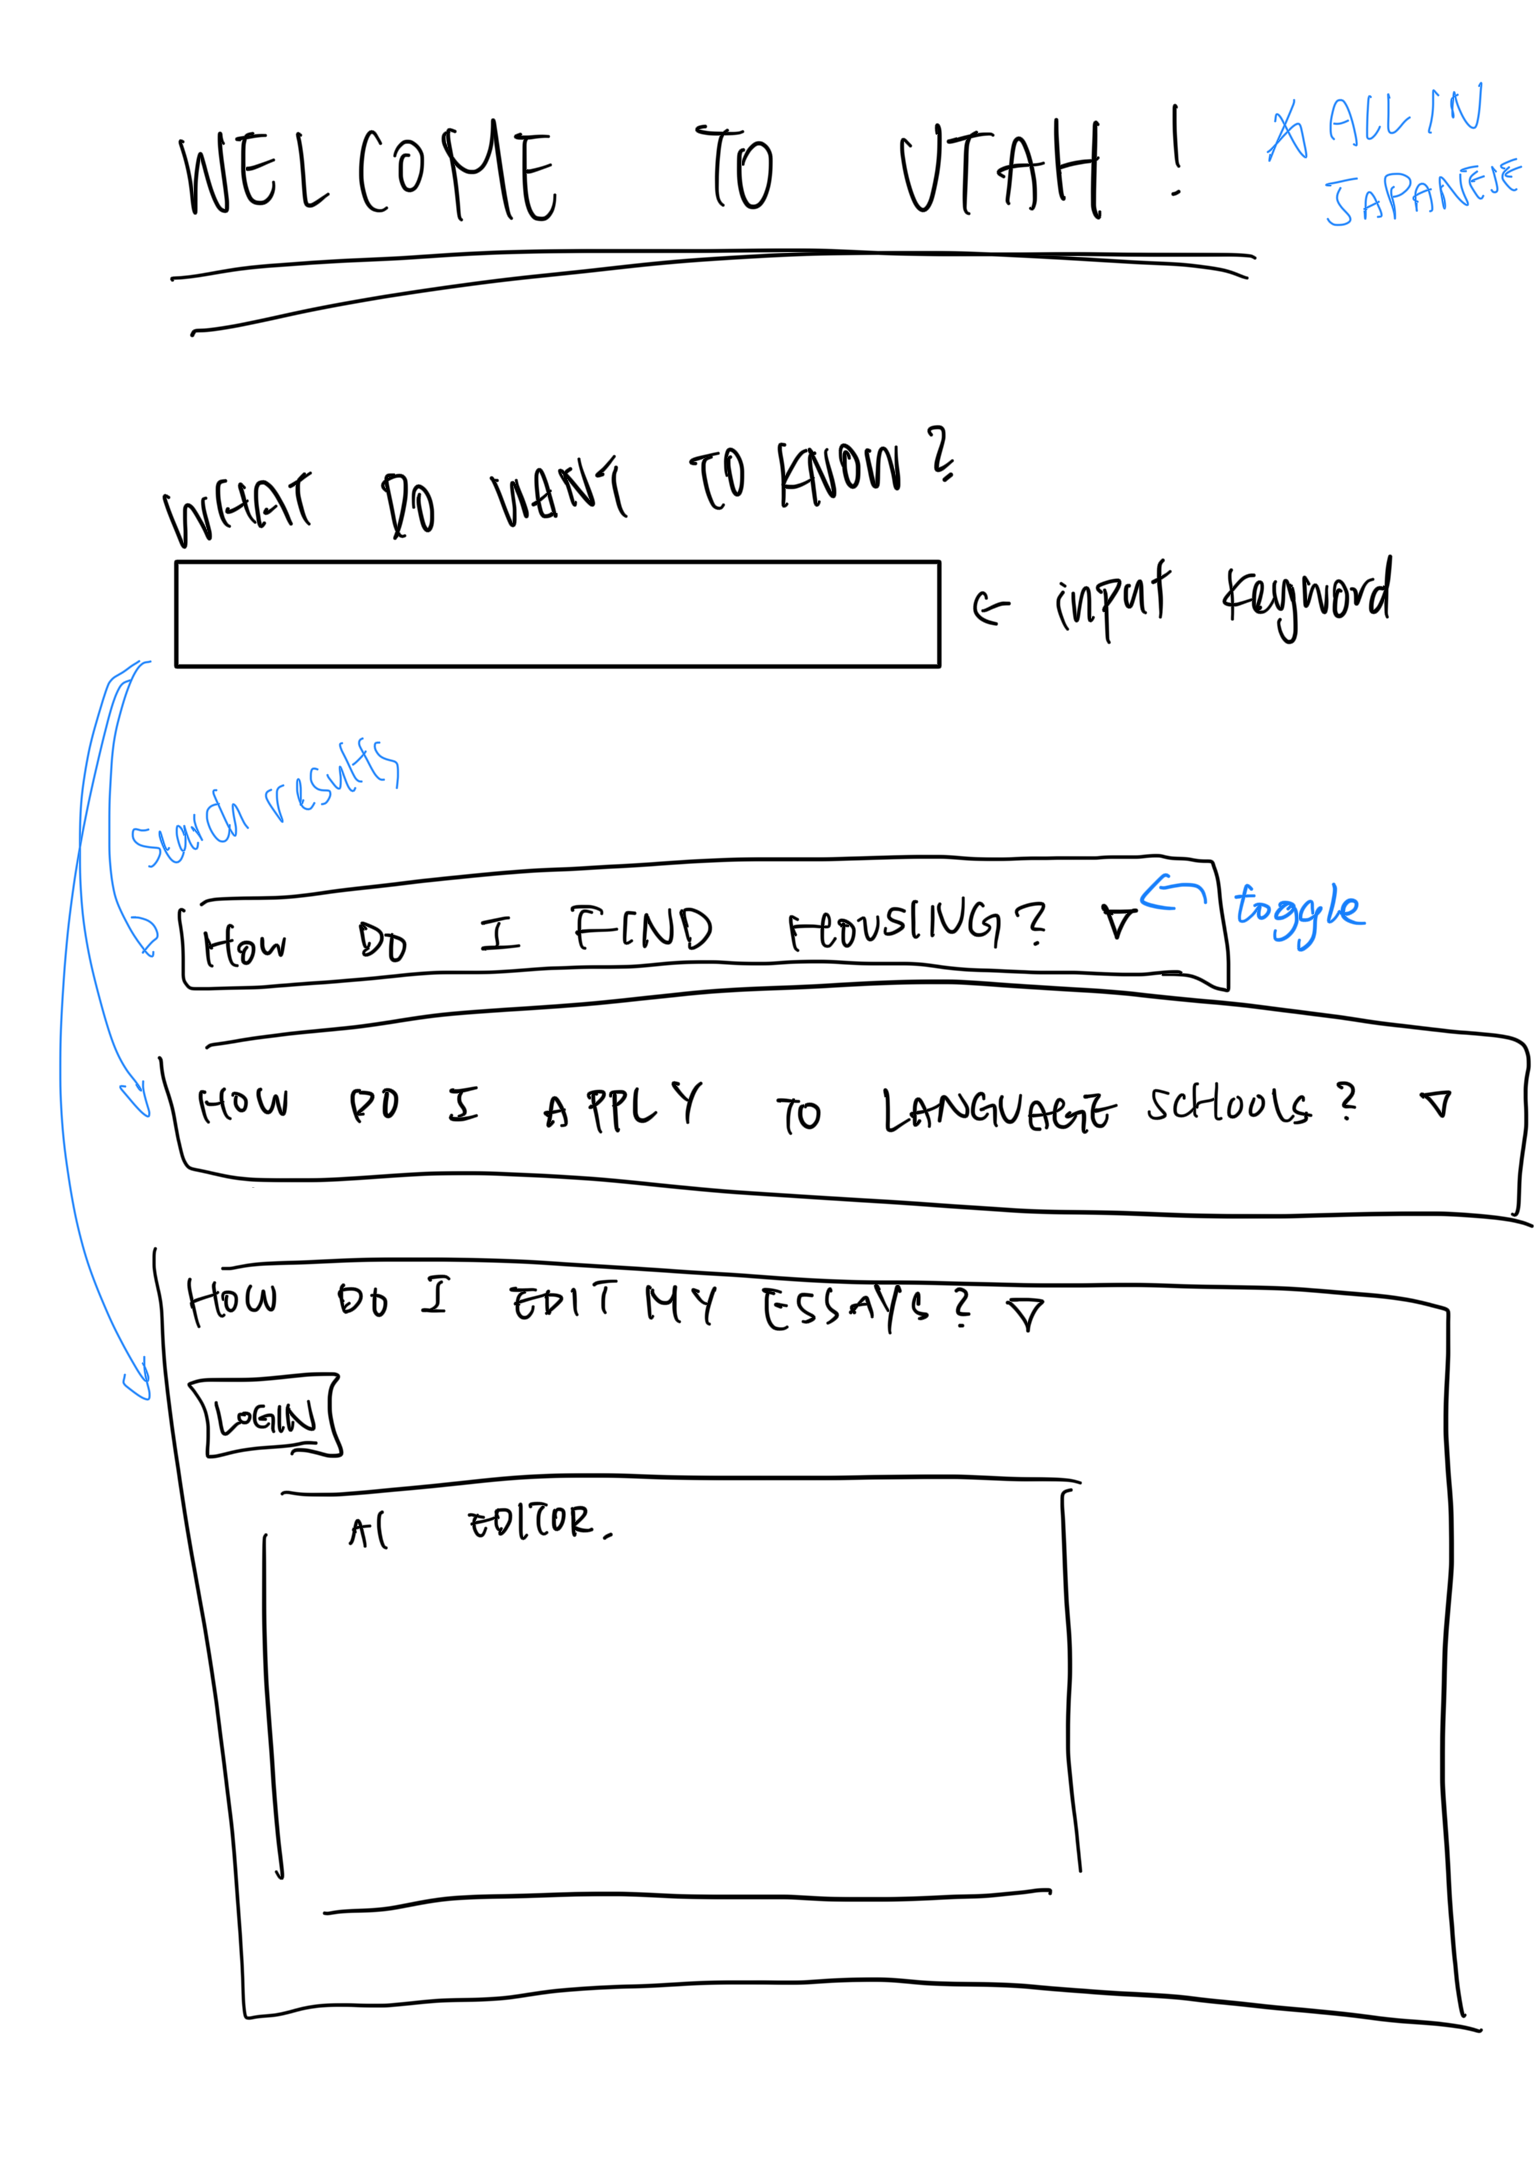 WELCOME TO UTAH!
ALL IN
JAPANESE
WHAT DO WANT TO KNOW?
← input keyword
search results
HOW DO I FIND HOUSING? ▽
← toggle
HOW DO I APPLY TO LANGUAGE SCHOOLS? ▽
HOW DO I EDIT MY ESSAYS? ▽
LOGIN
AI EDITOR.